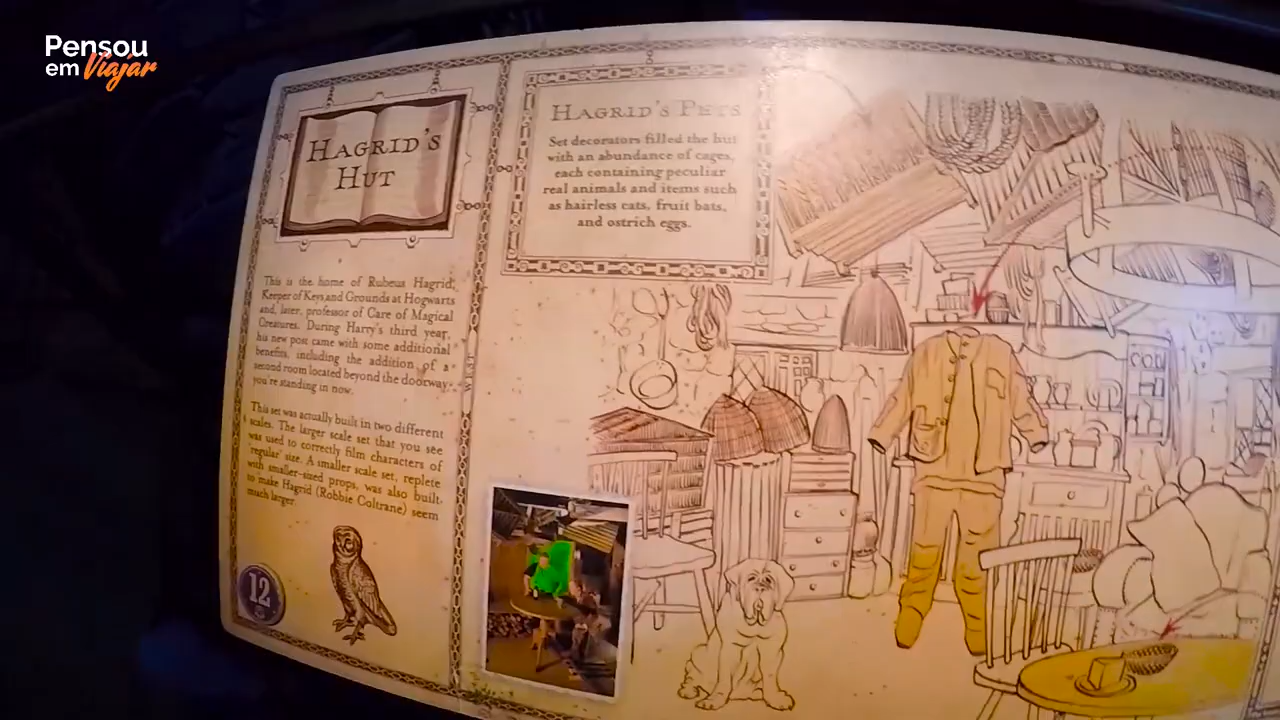 Pensou
em Viajar
HAGRID'S
HUT
This is the home of Rubeus Hagrid,
Keeper of Keys and Grounds at Hogwarts
and, later, professor of Care of Magical
Creatures. During Harry's third year,
his new post came with some additional
benefits, including the addition of a
second room located beyond the doorway
you're standing in now.
This set was actually built in two different
scales. The larger scale set that you see
was used to correctly film characters of
'regular' size. A smaller scale set, replete
with smaller-sized props, was also built
to make Hagrid (Robbie Coltrane) seem
much larger.
12
HAGRID'S PETS
Set decorators filled the hut
with an abundance of cages,
each containing peculiar
real animals and items such
as hairless cats, fruit bats,
and ostrich eggs.